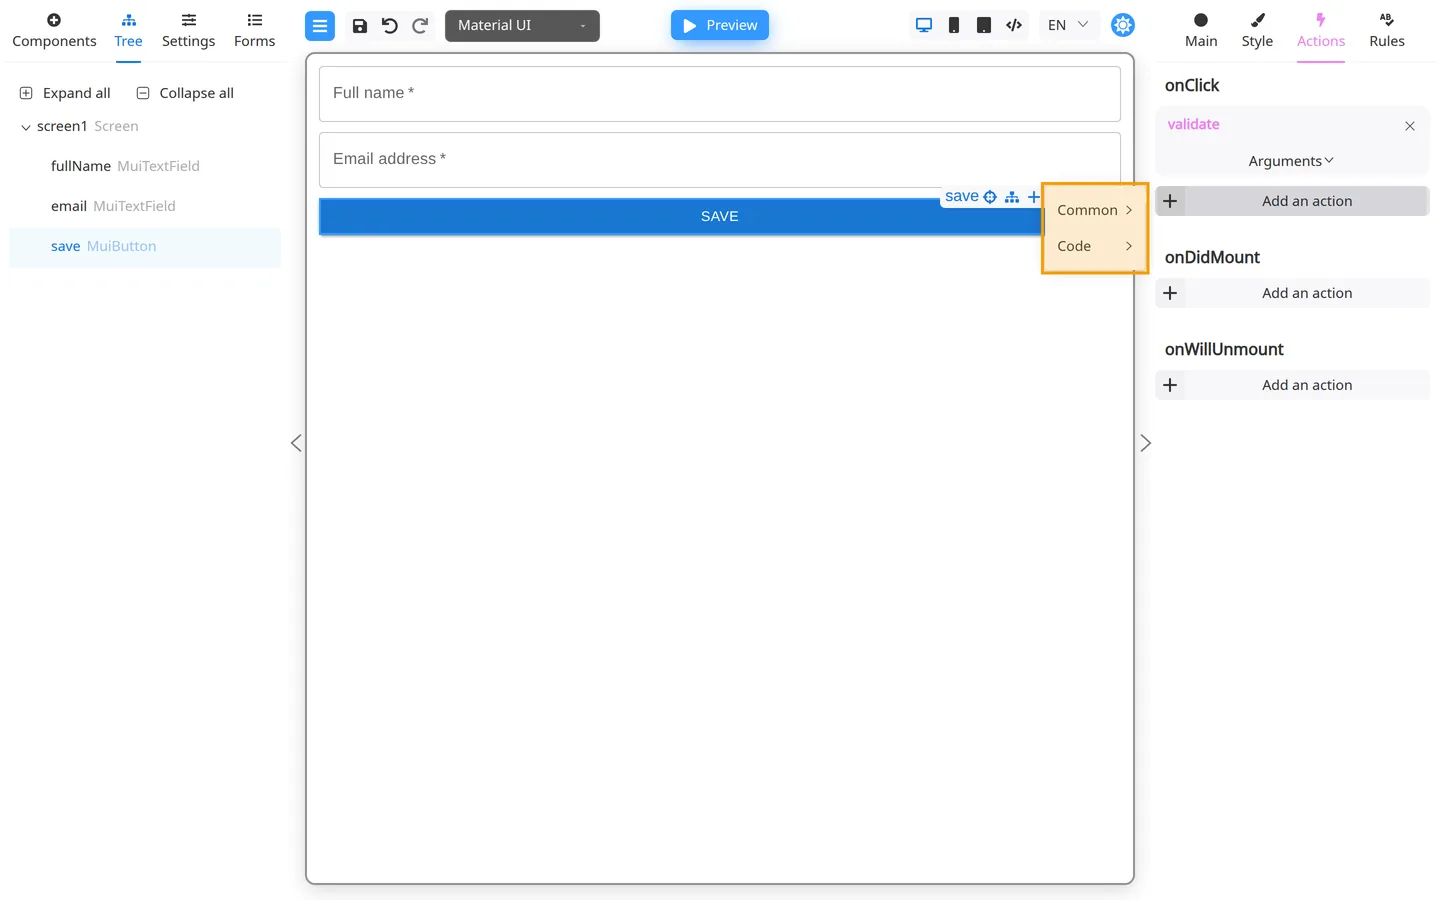 Components
Tree
Settings
Forms
Material UI
Preview
EN
Main
Style
Actions
AB
Rules
Expand all
Collapse all
screen1 Screen
fullName MuiTextField
email MuiTextField
save MuiButton
Full name *
Email address *
save
SAVE
Common
Code
onClick
validate
Arguments
Add an action
onDidMount
Add an action
onWillUnmount
Add an action